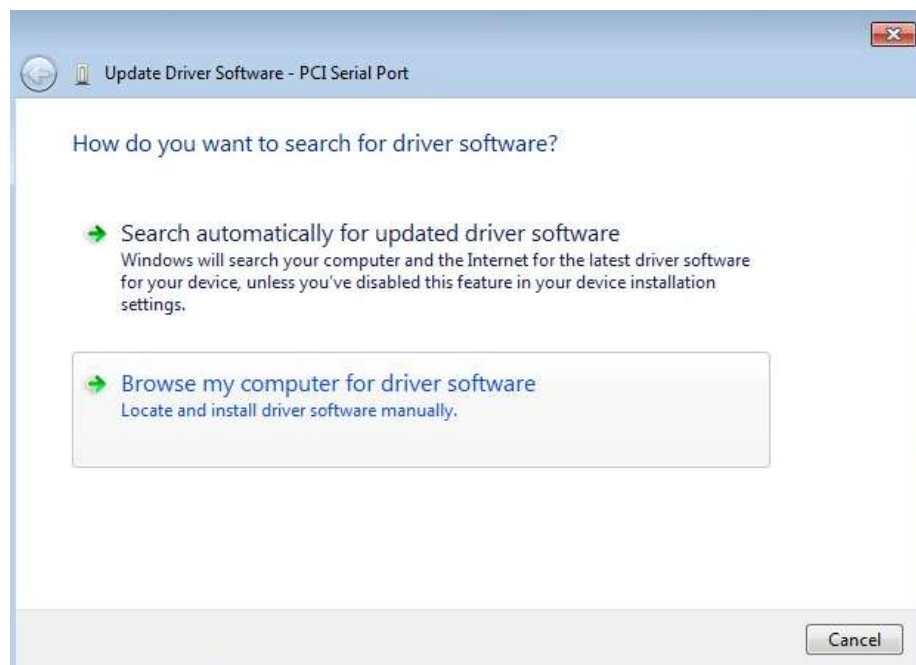 Update Driver Software - PCI Serial Port
How do you want to search for driver software?
Search automatically for updated driver software
Windows will search your computer and the Internet for the latest driver software
for your device, unless you've disabled this feature in your device installation
settings.
Browse my computer for driver software
Locate and install driver software manually.
Cancel